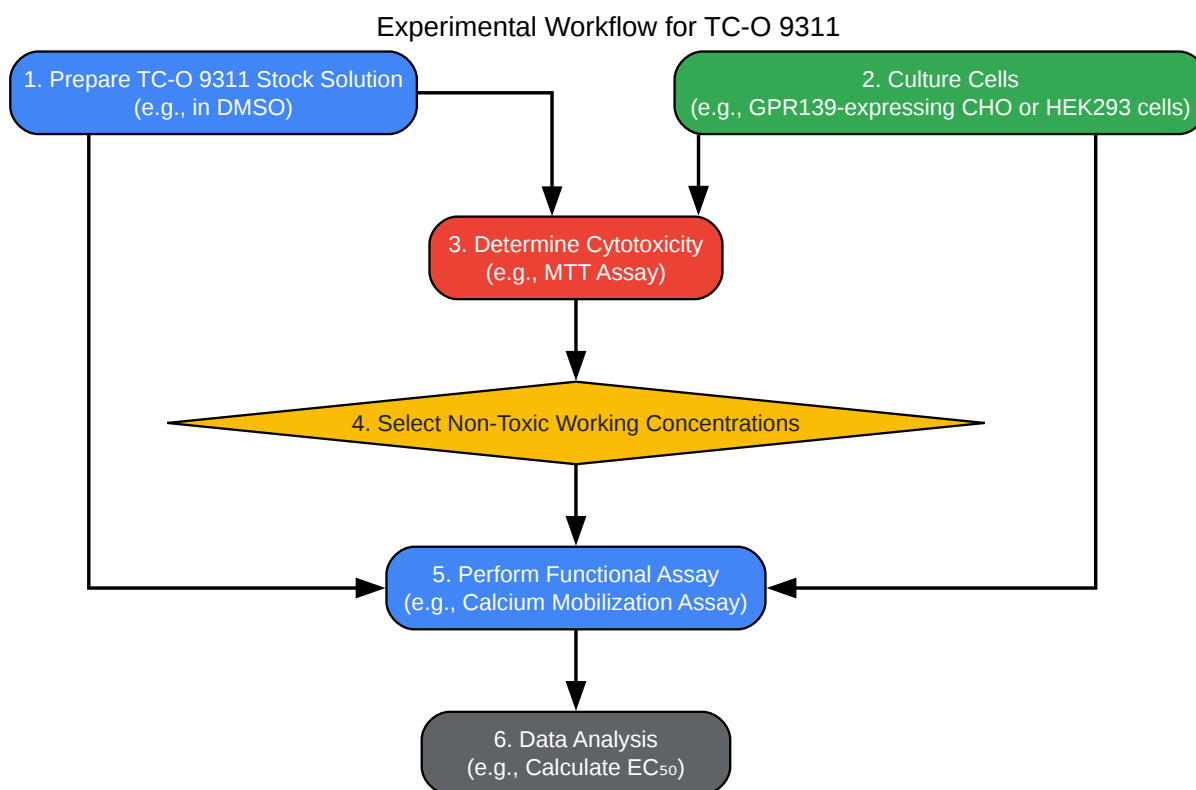 Experimental Workflow for TC-O 9311
1. Prepare TC-O 9311 Stock Solution
(e.g., in DMSO)
2. Culture Cells
(e.g., GPR139-expressing CHO or HEK293 cells)
3. Determine Cytotoxicity
(e.g., MTT Assay)
4. Select Non-Toxic Working Concentrations
5. Perform Functional Assay
(e.g., Calcium Mobilization Assay)
6. Data Analysis
(e.g., Calculate EC₅₀)